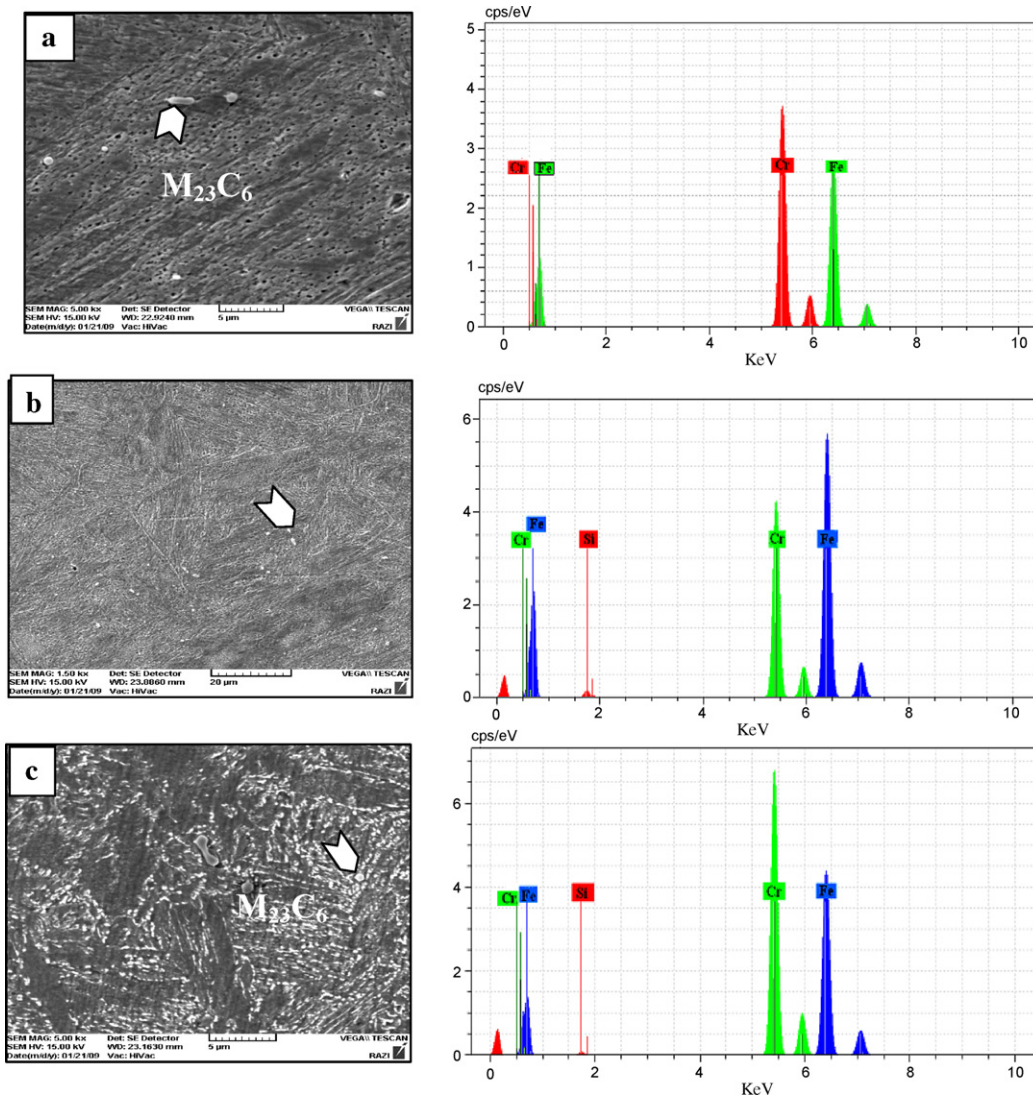 a
M23C6
SEM MAG: 5.00 kx Det: SE Detector
SEM HV: 15.00 kV WD: 22.9240 mm 5 µm VEGA\\ TESCAN
Date(m/d/y): 01/21/09 Vac: HiVac RAZI
cps/eV
5
4
3
2
1
0
Cr Fe Cr Fe
0 2 4 6 8 10
KeV
b
SEM MAG: 1.50 kx Det: SE Detector
SEM HV: 15.00 kV WD: 23.0060 mm 20 µm VEGA\\ TESCAN
Date(m/d/y): 01/21/09 Vac: HiVac RAZI
cps/eV
6
4
2
0
Cr Fe Si Cr Fe
0 2 4 6 8 10
KeV
c
M23C6
SEM MAG: 5.00 kx Det: SE Detector
SEM HV: 15.00 kV WD: 23.1630 mm 5 µm VEGA\\ TESCAN
Date(m/d/y): 01/21/09 Vac: HiVac RAZI
cps/eV
6
4
2
0
Cr Fe Si Cr Fe
0 2 4 6 8 10
KeV